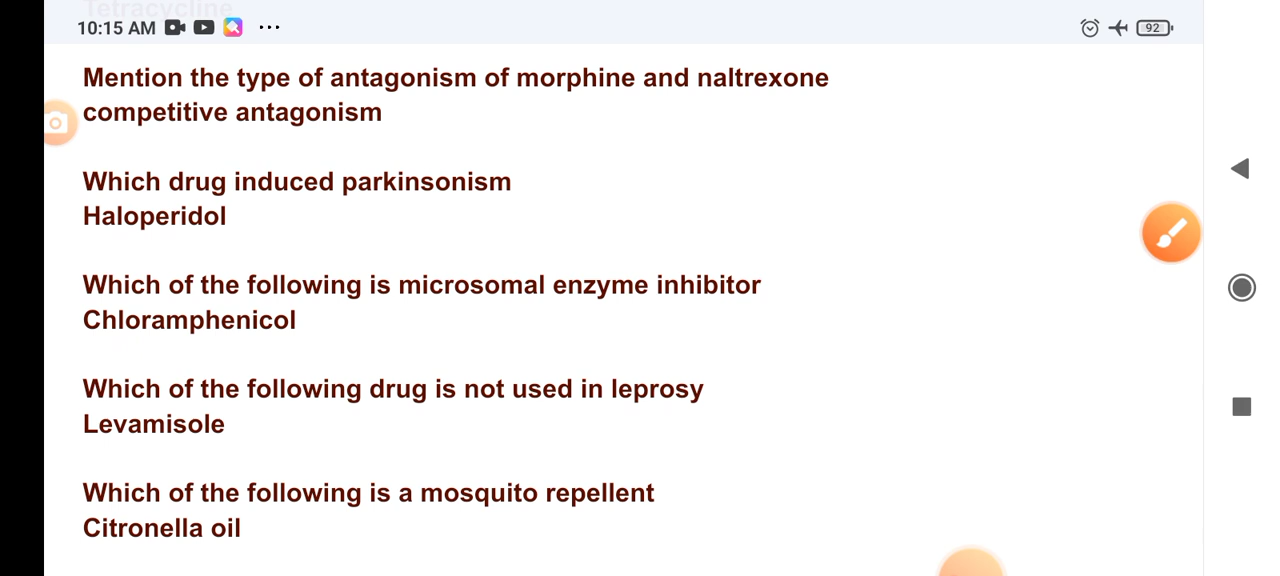 Tetracycline
10:15 AM ...
92
Mention the type of antagonism of morphine and naltrexone
competitive antagonism
Which drug induced parkinsonism
Haloperidol
Which of the following is microsomal enzyme inhibitor
Chloramphenicol
Which of the following drug is not used in leprosy
Levamisole
Which of the following is a mosquito repellent
Citronella oil